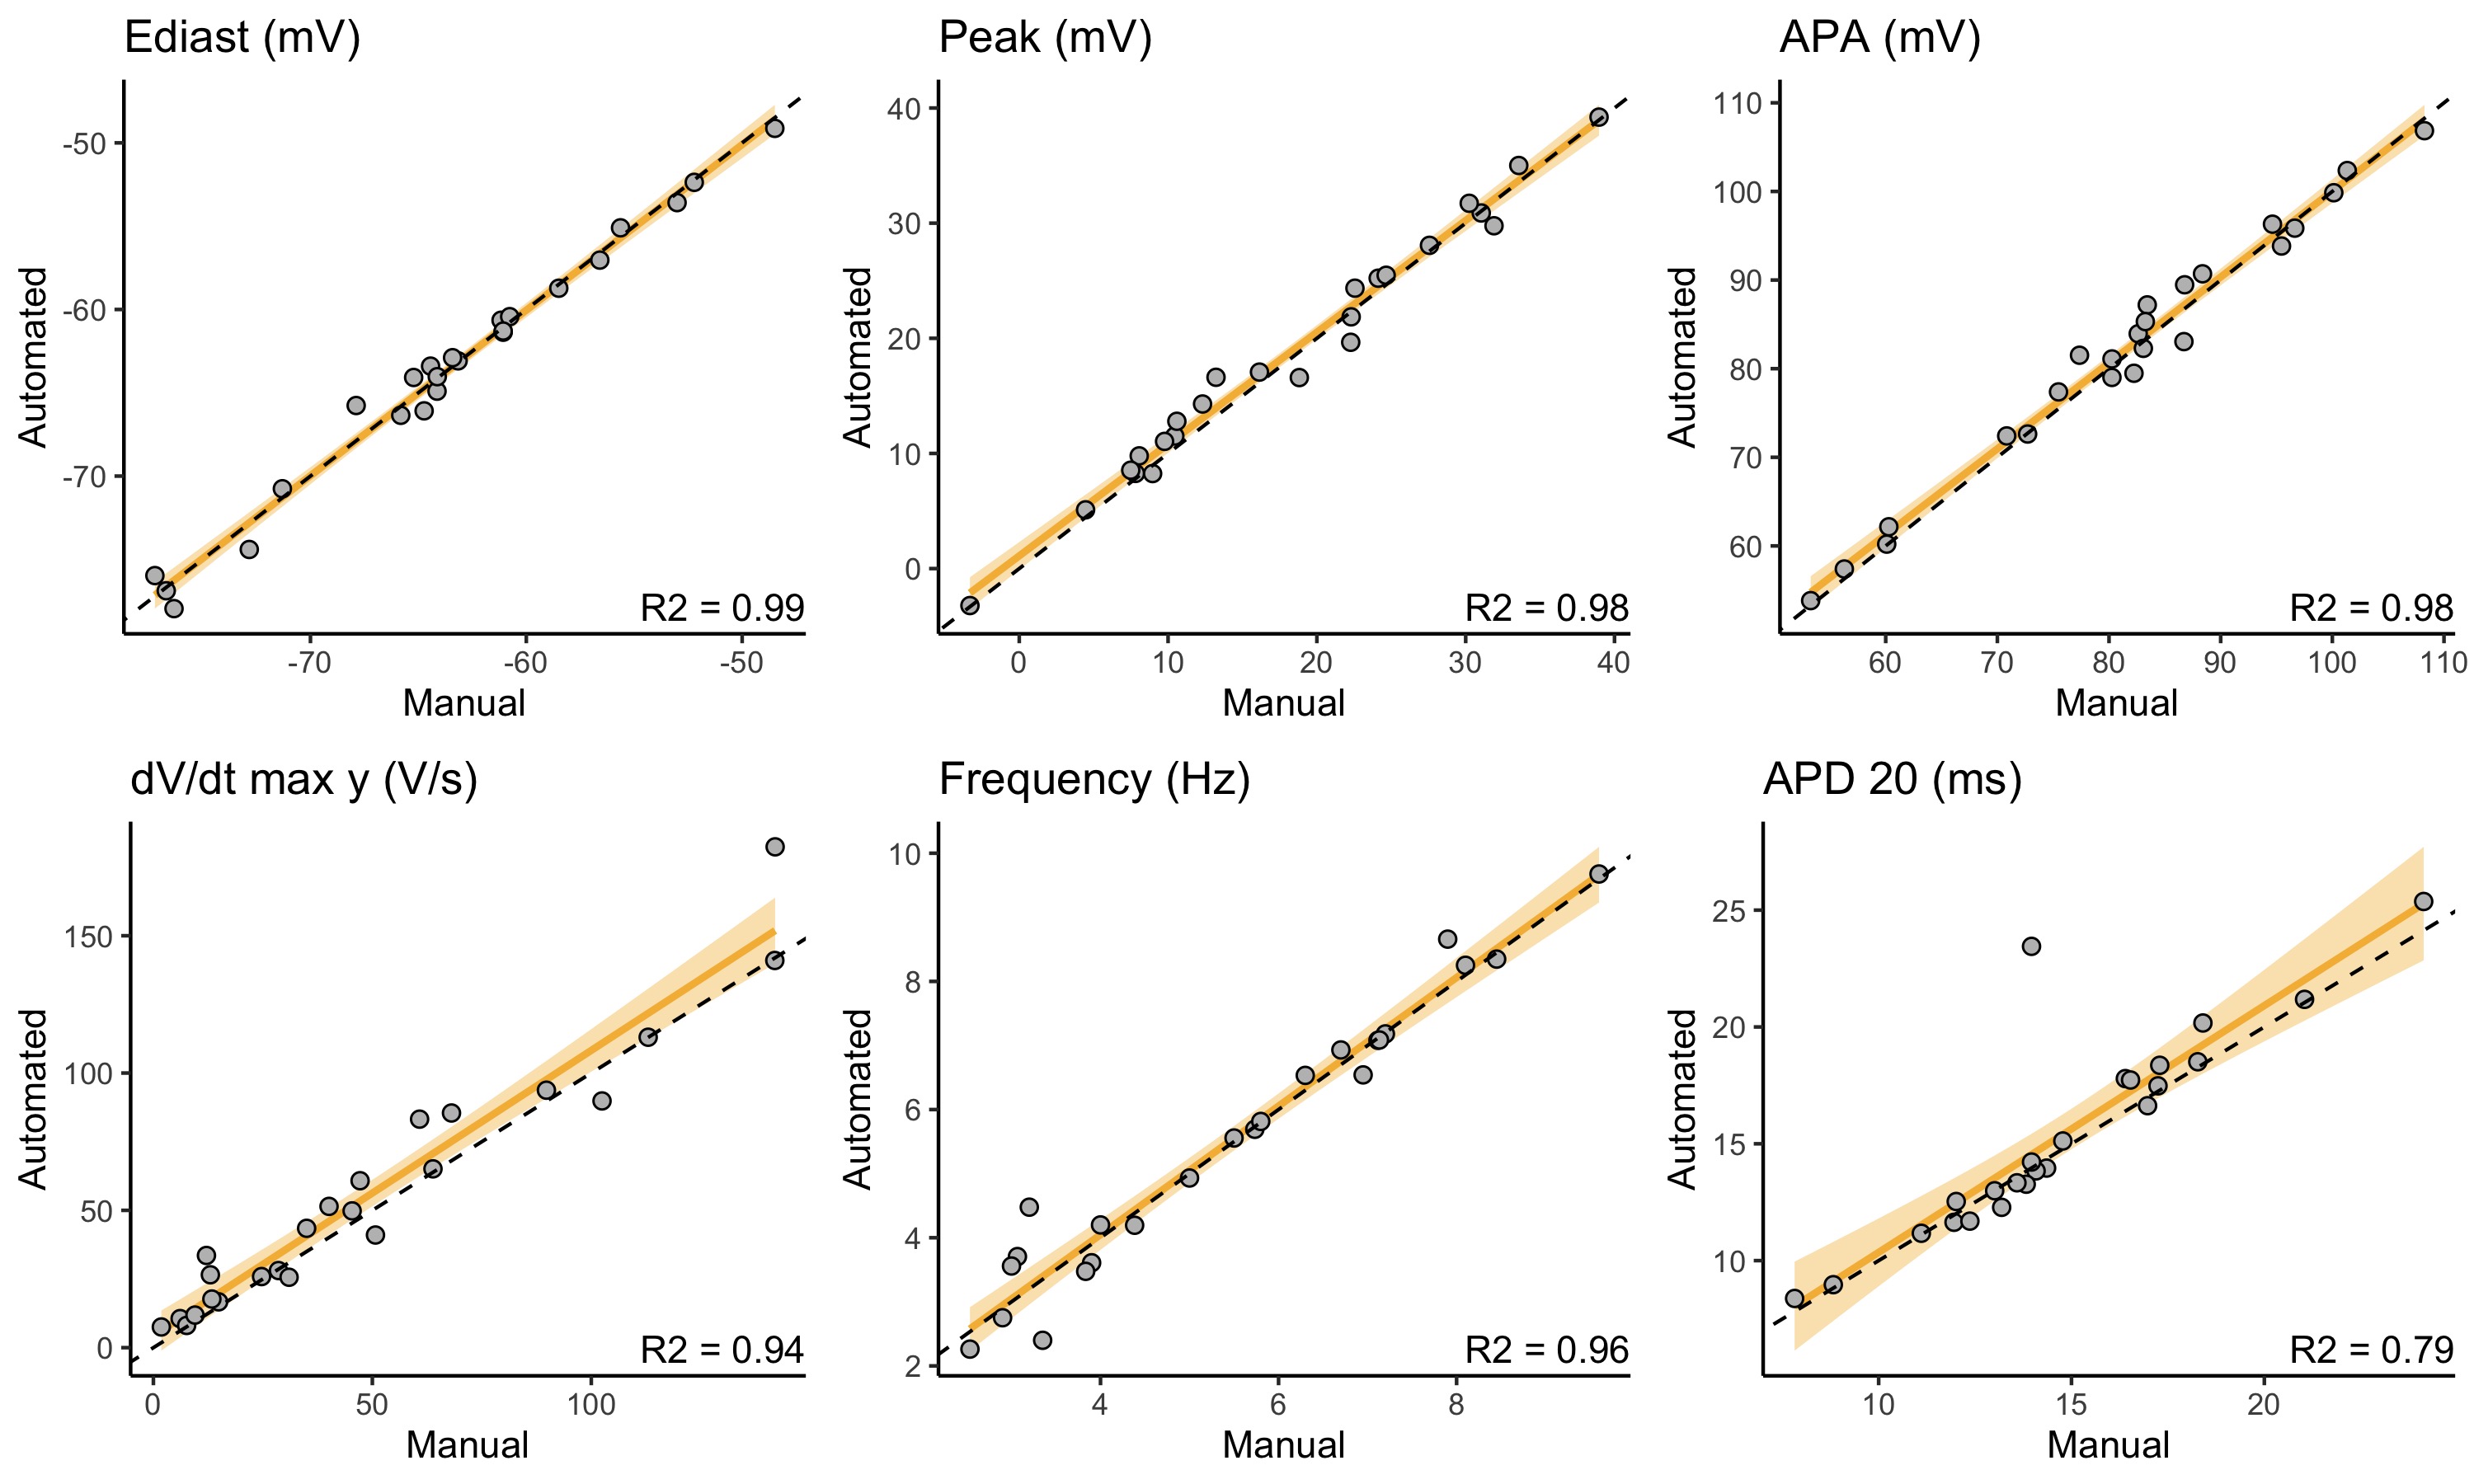 Ediast (mV)
Automated
-50
-60
-70
R2 = 0.99
-70 -60 -50
Manual
Peak (mV)
Automated
40
30
20
10
0
R2 = 0.98
0 10 20 30 40
Manual
APA (mV)
Automated
110
100
90
80
70
60
R2 = 0.98
60 70 80 90 100 110
Manual
dV/dt max y (V/s)
Automated
150
100
50
0
R2 = 0.94
0 50 100
Manual
Frequency (Hz)
Automated
10
8
6
4
2
R2 = 0.96
4 6 8
Manual
APD 20 (ms)
Automated
25
20
15
10
R2 = 0.79
10 15 20
Manual